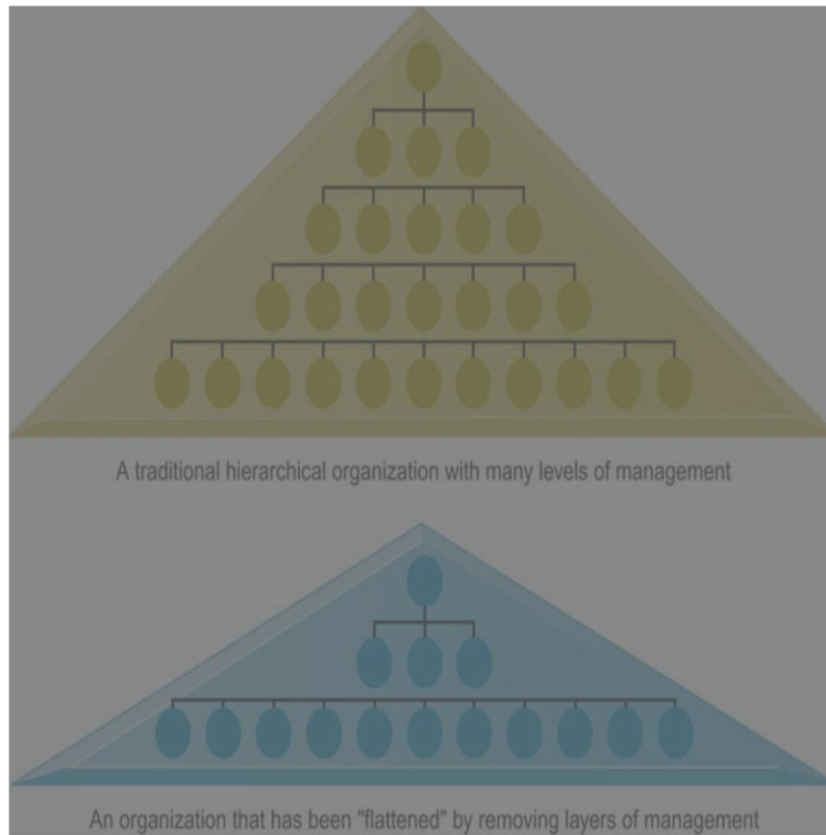 A traditional hierarchical organization with many levels of management
An organization that has been "flattened" by removing layers of management